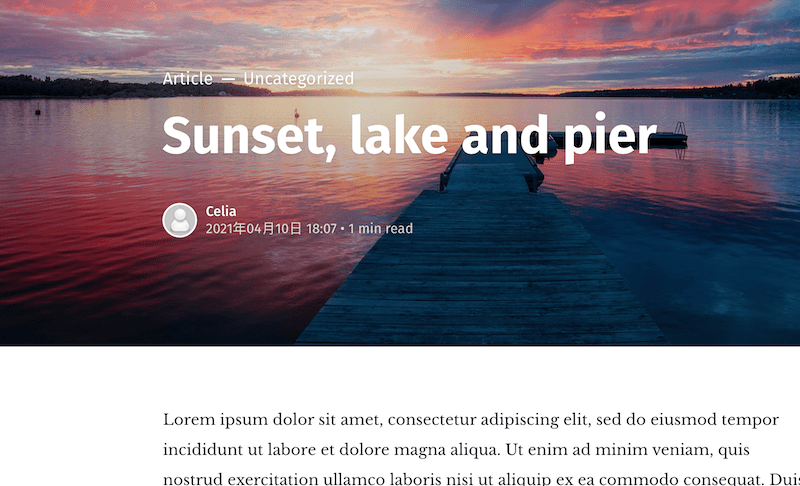 Article — Uncategorized
Sunset, lake and pier
Celia
2021年04月10日 18:07 • 1 min read
Lorem ipsum dolor sit amet, consectetur adipiscing elit, sed do eiusmod tempor
incididunt ut labore et dolore magna aliqua. Ut enim ad minim veniam, quis
nostrud exercitation ullamco laboris nisi ut aliquip ex ea commodo consequat. Duis